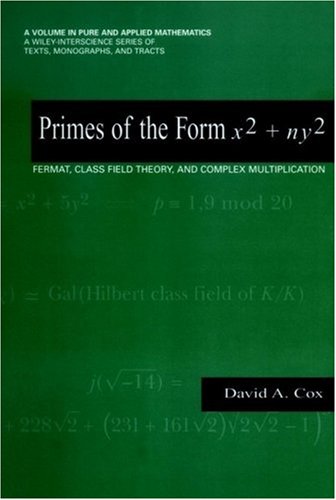 A VOLUME IN PURE AND APPLIED MATHEMATICS
A WILEY-INTERSCIENCE SERIES OF
TEXTS, MONOGRAPHS, AND TRACTS
Primes of the Form x2 + ny2
FERMAT, CLASS FIELD THEORY, AND COMPLEX MULTIPLICATION
= x² + 5y² ⟺ p ≡ 1,9 mod 20
) ≃ Gal(Hilbert class field of K/K)
j(√-14) =
David A. Cox
+ 228√2 + (231 + 161√2)√(2√2 - 1)